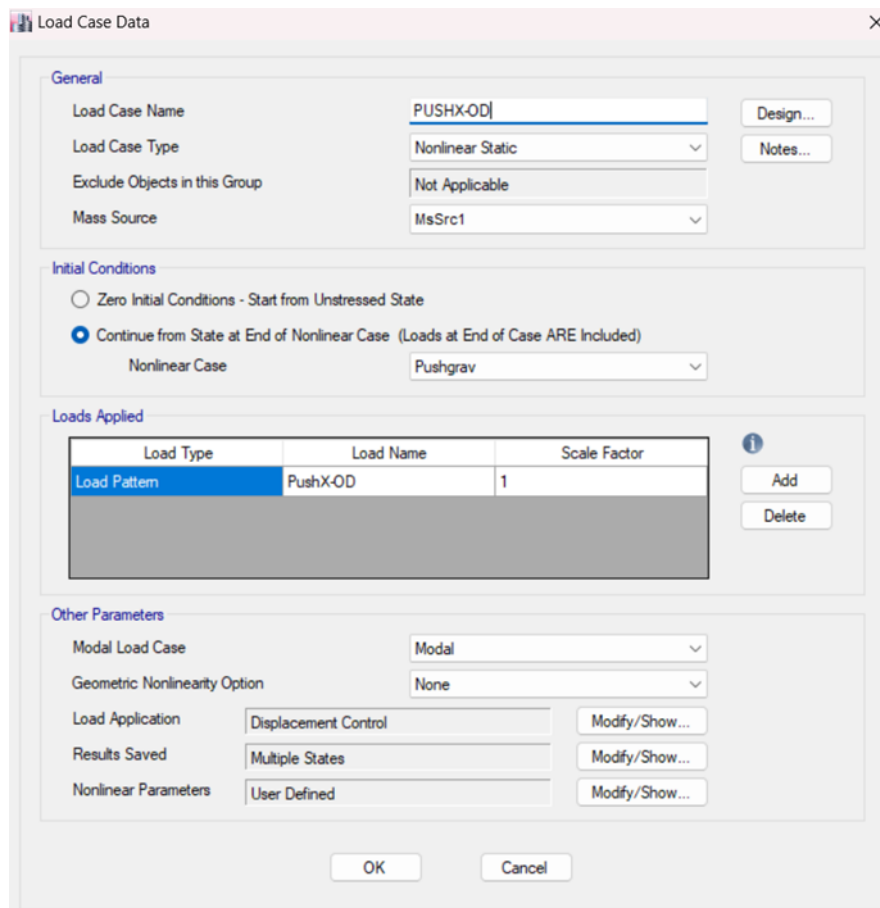 Load Case Data
General
Load Case Name PUSHX-OD Design...
Load Case Type Nonlinear Static Notes...
Exclude Objects in this Group Not Applicable
Mass Source MsSrc1
Initial Conditions
Zero Initial Conditions - Start from Unstressed State
Continue from State at End of Nonlinear Case (Loads at End of Case ARE Included)
Nonlinear Case Pushgrav
Loads Applied
Load Type Load Name Scale Factor
Load Pattern PushX-OD 1 Add
Delete
Other Parameters
Modal Load Case Modal
Geometric Nonlinearity Option None
Load Application Displacement Control Modify/Show...
Results Saved Multiple States Modify/Show...
Nonlinear Parameters User Defined Modify/Show...
OK Cancel